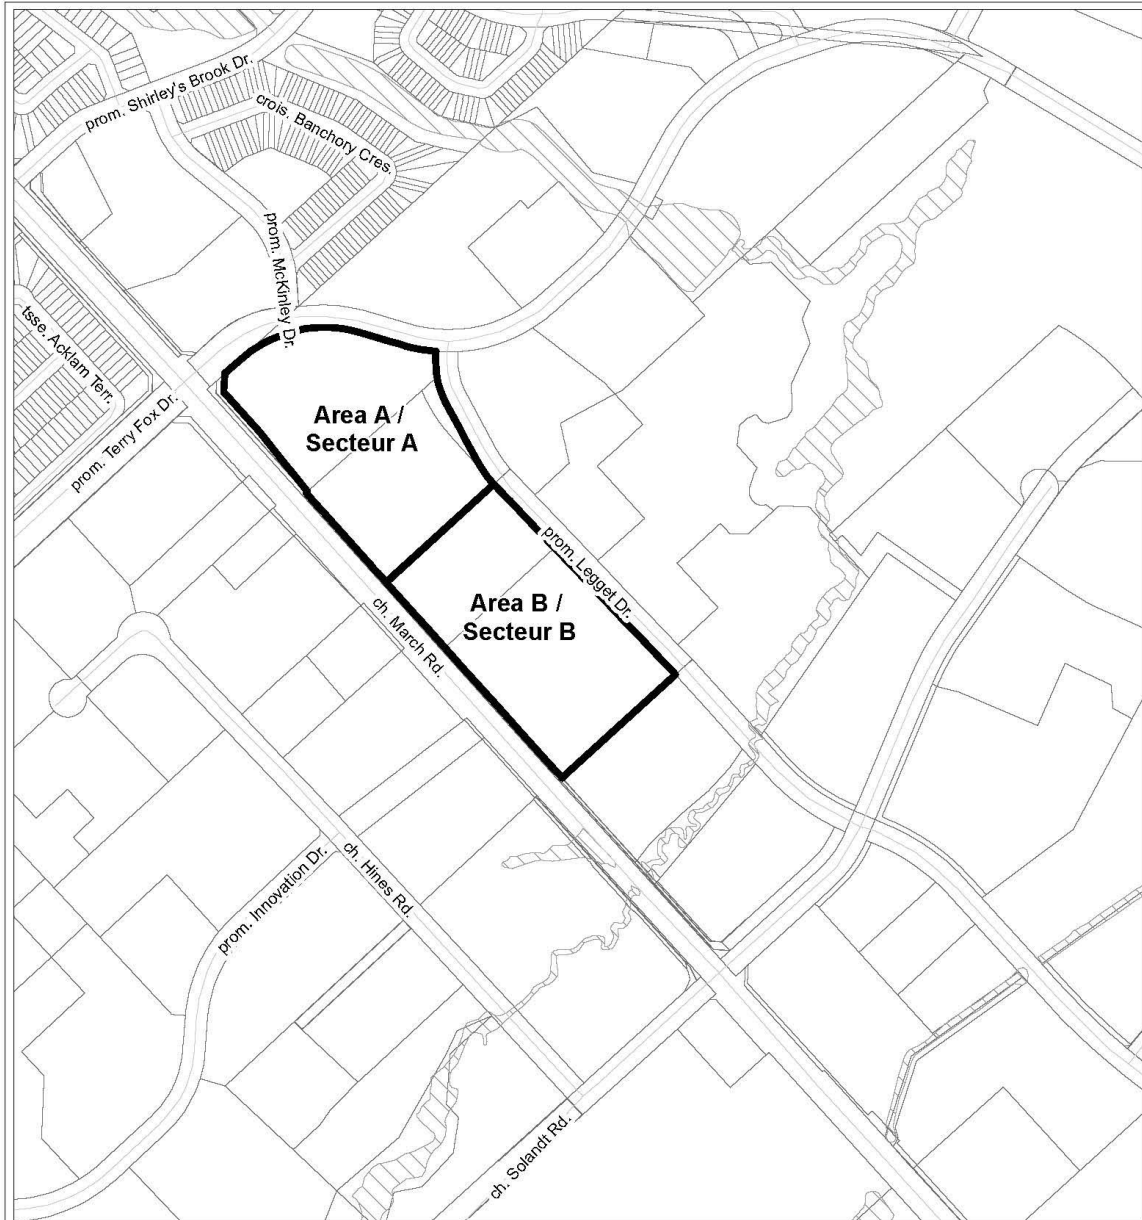 prom. Shirley's Brook Dr.
crois. Banchory Cres.
prom. McKinley Dr.
tsse. Acklam Terr.
prom. Terry Fox Dr.
Area A /
Secteur A
prom. Legget Dr.
Area B /
Secteur B
ch. March Rd.
ch. Hines Rd.
prom. Innovation Dr.
ch. Solandt Rd.